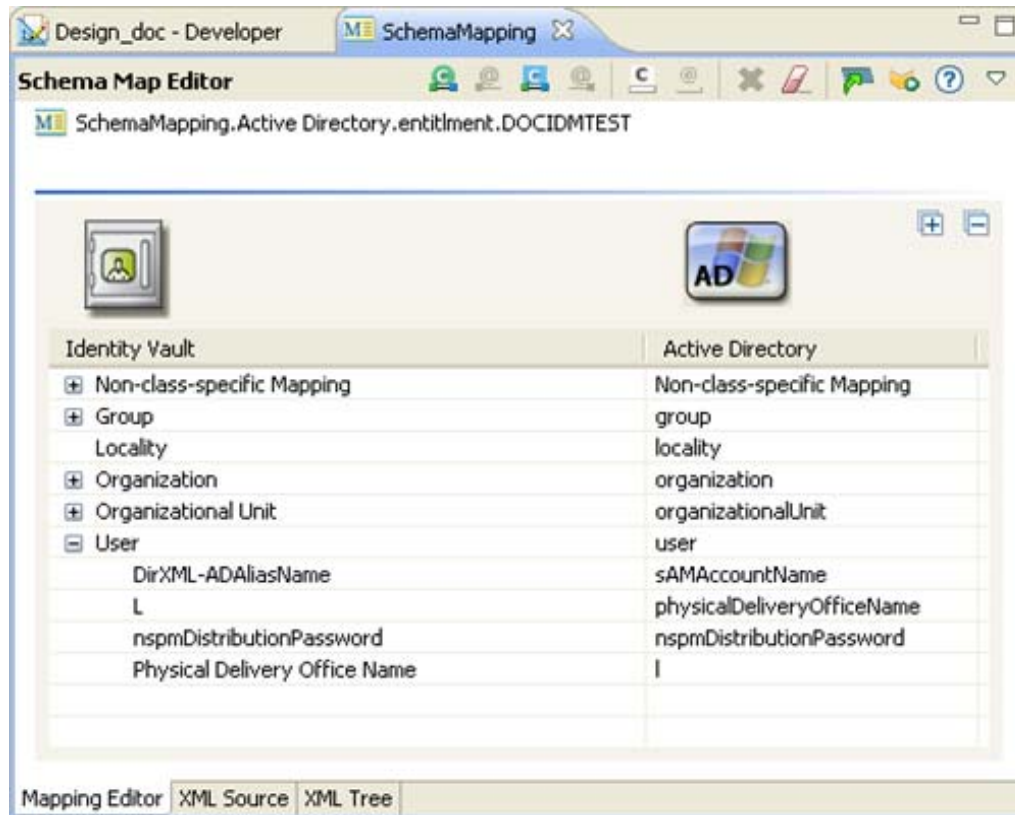 Design_doc - Developer SchemaMapping
Schema Map Editor
SchemaMapping.Active Directory.entitlment.DOCIDMTEST
AD
Identity Vault Active Directory
Non-class-specific Mapping Non-class-specific Mapping
Group group
Locality locality
Organization organization
Organizational Unit organizationalUnit
User user
DirXML-ADAliasName sAMAccountName
L physicalDeliveryOfficeName
nspmDistributionPassword nspmDistributionPassword
Physical Delivery Office Name l
Mapping Editor XML Source XML Tree